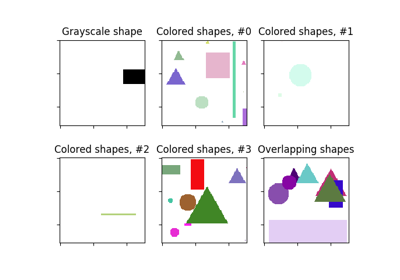 Grayscale shape
Colored shapes, #0
Colored shapes, #1
Colored shapes, #2
Colored shapes, #3
Overlapping shapes